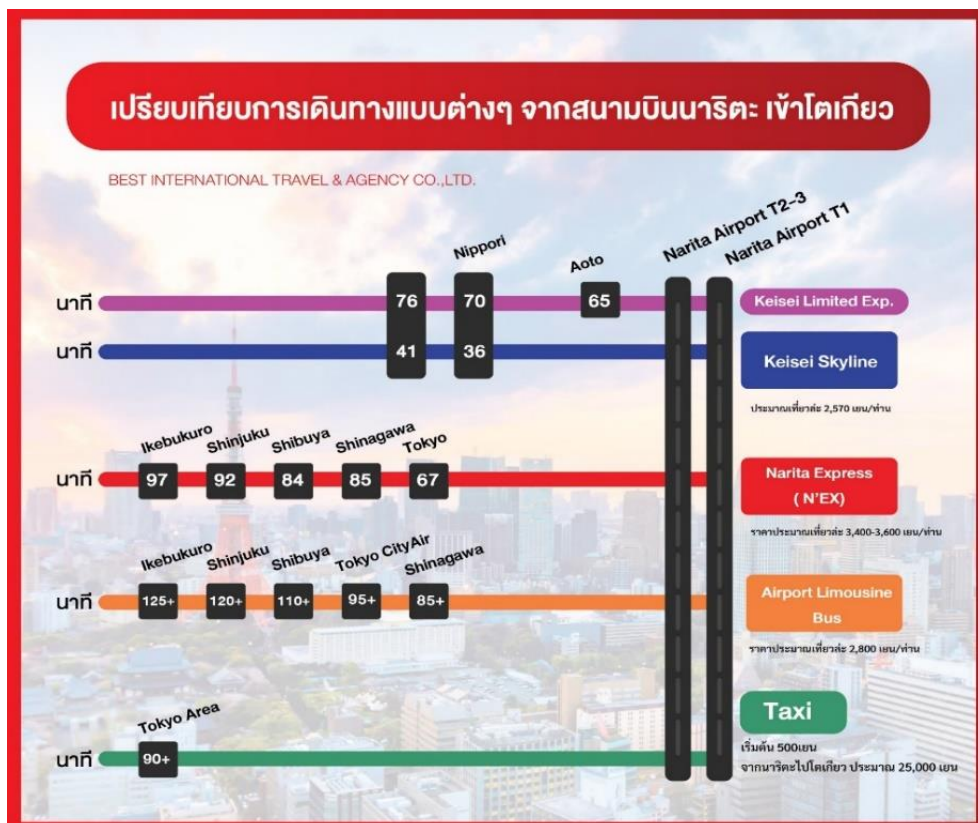 เปรียบเทียบการเดินทางแบบต่างๆ จากสนามบินนาริตะ เข้าโตเกียว
BEST INTERNATIONAL TRAVEL & AGENCY CO.,LTD.
Nippori
Aoto
Narita Airport T2-3
Narita Airport T1
นาที 76 70 65 Keisei Limited Exp.
นาที 41 36 Keisei Skyline
ประมาณเที่ยวล่ะ 2,570 เยน/ท่าน
Ikebukuro Shinjuku Shibuya Shinagawa Tokyo
นาที 97 92 84 85 67 Narita Express
( N'EX)
ราคาประมาณเที่ยวล่ะ 3,400-3,600 เยน/ท่าน
Ikebukuro Shinjuku Shibuya Tokyo CityAir Shinagawa
นาที 125+ 120+ 110+ 95+ 85+ Airport Limousine
Bus
ราคาประมาณเที่ยวล่ะ 2,800 เยน/ท่าน
Tokyo Area
Taxi
นาที 90+
เริ่มต้น 500เยน
จากนาริตะไปโตเกียว ประมาณ 25,000 เยน